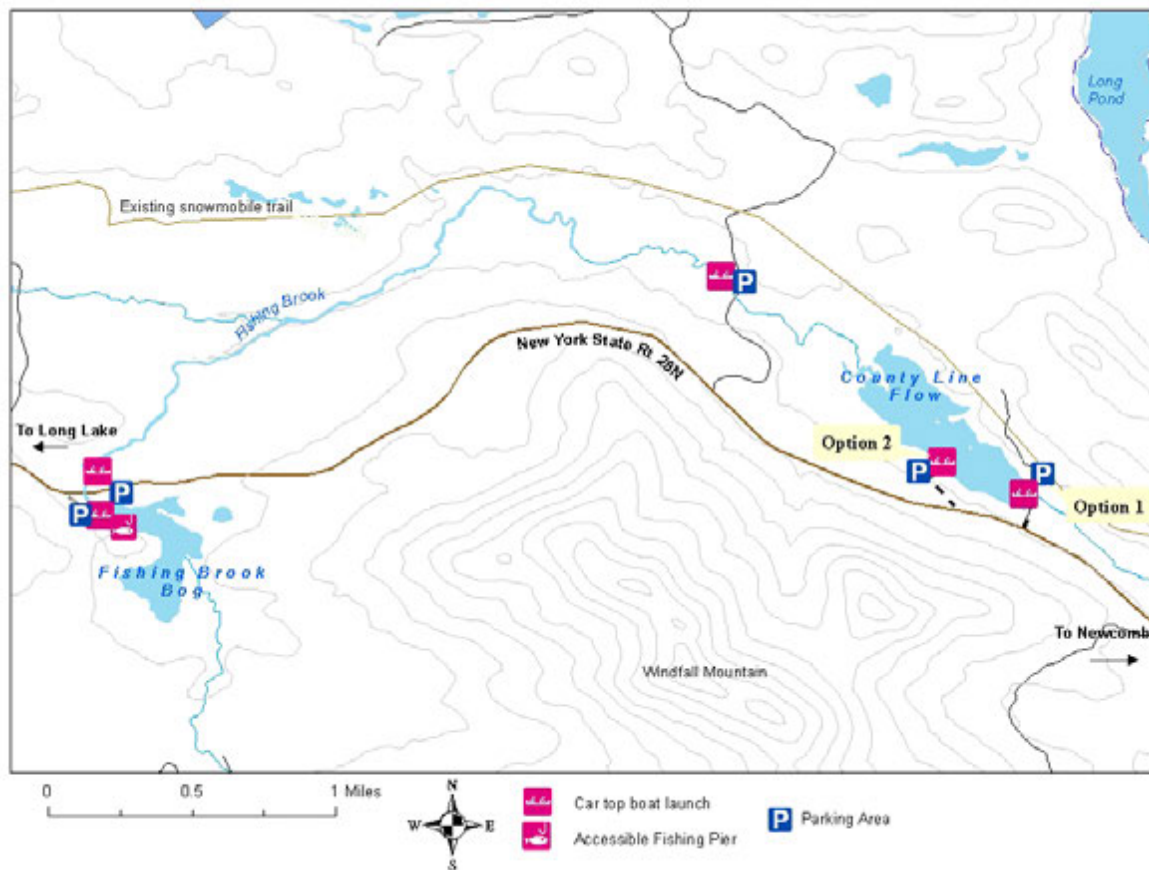 Long
Pond
Existing snowmobile trail
Fishing Brook
New York State Rt. 28N
County Line
Flow
To Long Lake
Option 2
Option 1
Fishing Brook
Bog
To Newcomb
Windfall Mountain
0 0.5 1 Miles
N
W E
S
Car top boat launch
Accessible Fishing Pier
P Parking Area
P
P
P
P
P